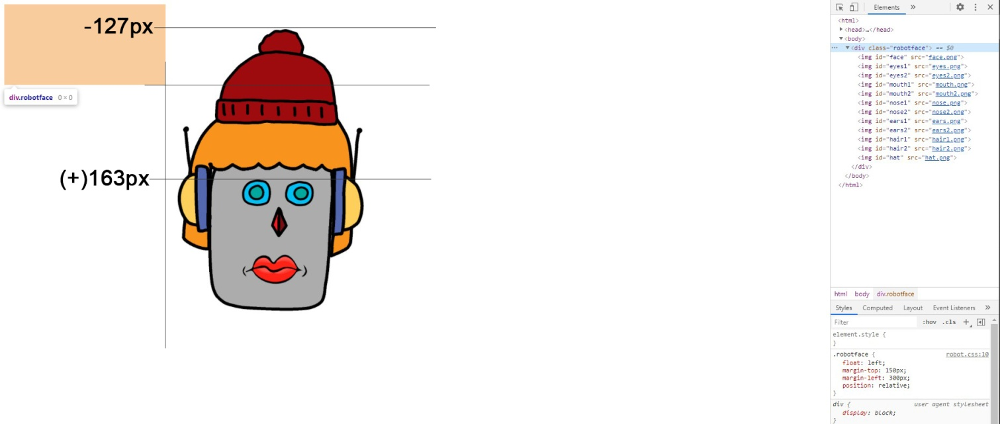 -127px
div.robotface 0 × 0
(+)163px
Elements »
<html>
<head>…</head>
<body>
… <div class="robotface"> == $0
<img id="face" src="face.png">
<img id="eyes1" src="eyes.png">
<img id="eyes2" src="eyes2.png">
<img id="mouth1" src="mouth.png">
<img id="mouth2" src="mouth2.png">
<img id="nose1" src="nose.png">
<img id="nose2" src="nose2.png">
<img id="ears1" src="ears.png">
<img id="ears2" src="ears2.png">
<img id="hair1" src="hair1.png">
<img id="hair2" src="hair2.png">
<img id="hat" src="hat.png">
</div>
</body>
</html>
html body div.robotface
Styles Computed Layout Event Listeners »
Filter :hov .cls +
element.style {
}
.robotface { robot.css:10
float: left;
margin-top: 150px;
margin-left: 300px;
position: relative;
}
div { user agent stylesheet
display: block;
}